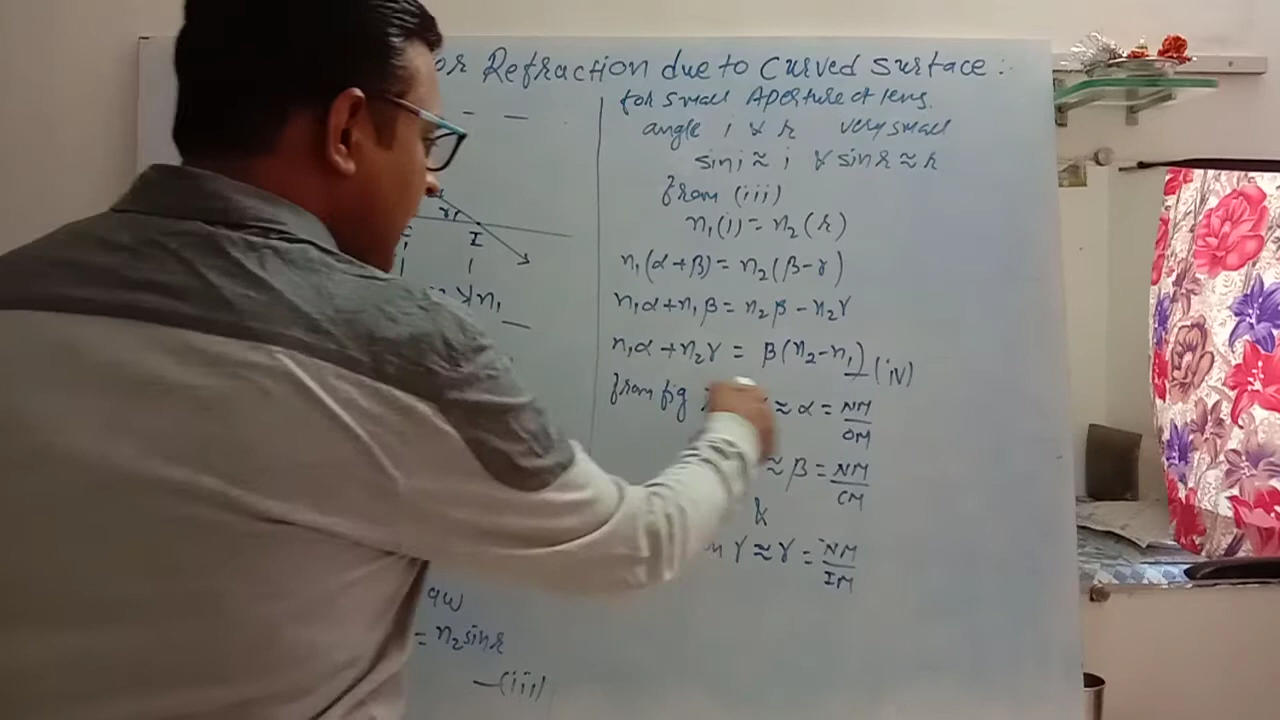 or Refraction due to Curved Surface :-
I
n₁
aw
= n₂ sin r
—(iii)
for small Aperture of lens.
angle i & r very small
sin i ≈ i & sin r ≈ r
from (iii)
n₁(i) = n₂(r)
n₁(α+β) = n₂(β-γ)
n₁α+n₁β = n₂β - n₂γ
n₁α+n₂γ = β(n₂-n₁) —(iv)
from fig ≈ α = NM/OM
≈ β = NM/CM
&
γ ≈ γ = NM/IM